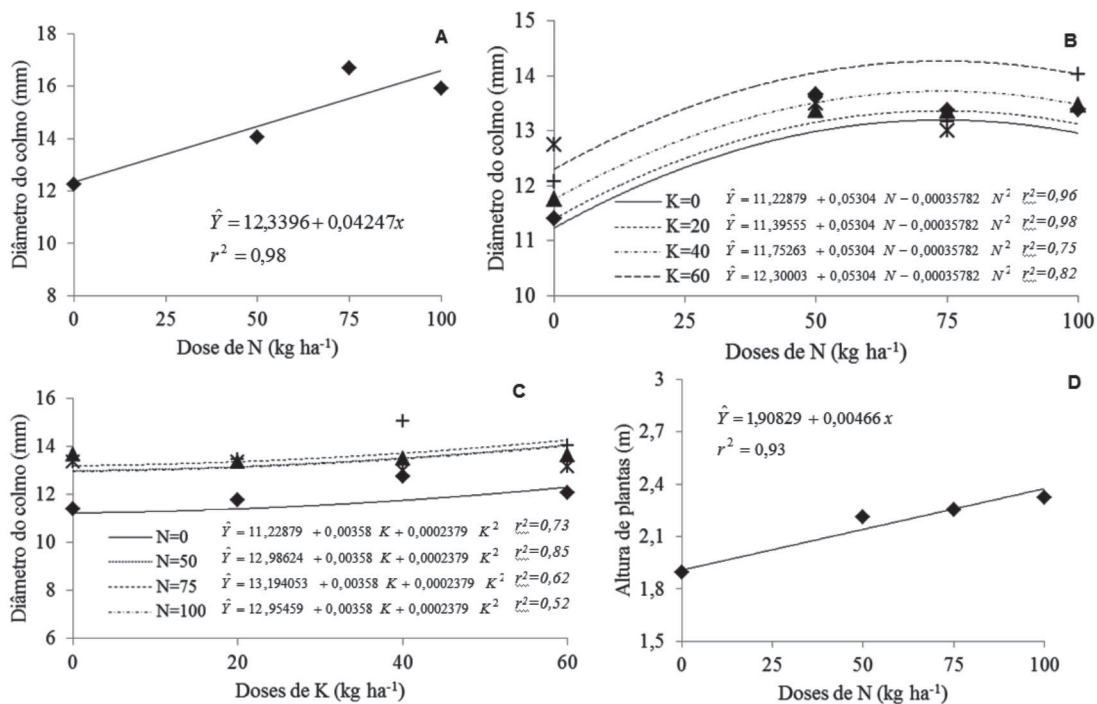 A
Diâmetro do colmo (mm)
18
16
14
12
10
8
0 25 50 75 100
Dose de N (kg ha-1)
Ŷ = 12,3396 + 0,04247x
r² = 0,98
B
Diâmetro do colmo (mm)
15
14
13
12
11
10
0 25 50 75 100
Doses de N (kg ha-1)
K=0 Ŷ = 11,22879 + 0,05304 N − 0,00035782 N² r²=0,96
K=20 Ŷ = 11,39555 + 0,05304 N − 0,00035782 N² r²=0,98
K=40 Ŷ = 11,75263 + 0,05304 N − 0,00035782 N² r²=0,75
K=60 Ŷ = 12,30003 + 0,05304 N − 0,00035782 N² r²=0,82
C
Diâmetro do colmo (mm)
16
14
12
10
8
6
0 20 40 60
Doses de K (kg ha-1)
N=0 Ŷ = 11,22879 + 0,00358 K + 0,0002379 K² r²=0,73
N=50 Ŷ = 12,98624 + 0,00358 K + 0,0002379 K² r²=0,85
N=75 Ŷ = 13,194053 + 0,00358 K + 0,0002379 K² r²=0,62
N=100 Ŷ = 12,95459 + 0,00358 K + 0,0002379 K² r²=0,52
D
Altura de plantas (m)
3
2,7
2,4
2,1
1,8
1,5
0 25 50 75 100
Doses de N (kg ha-1)
Ŷ = 1,90829 + 0,00466 x
r² = 0,93